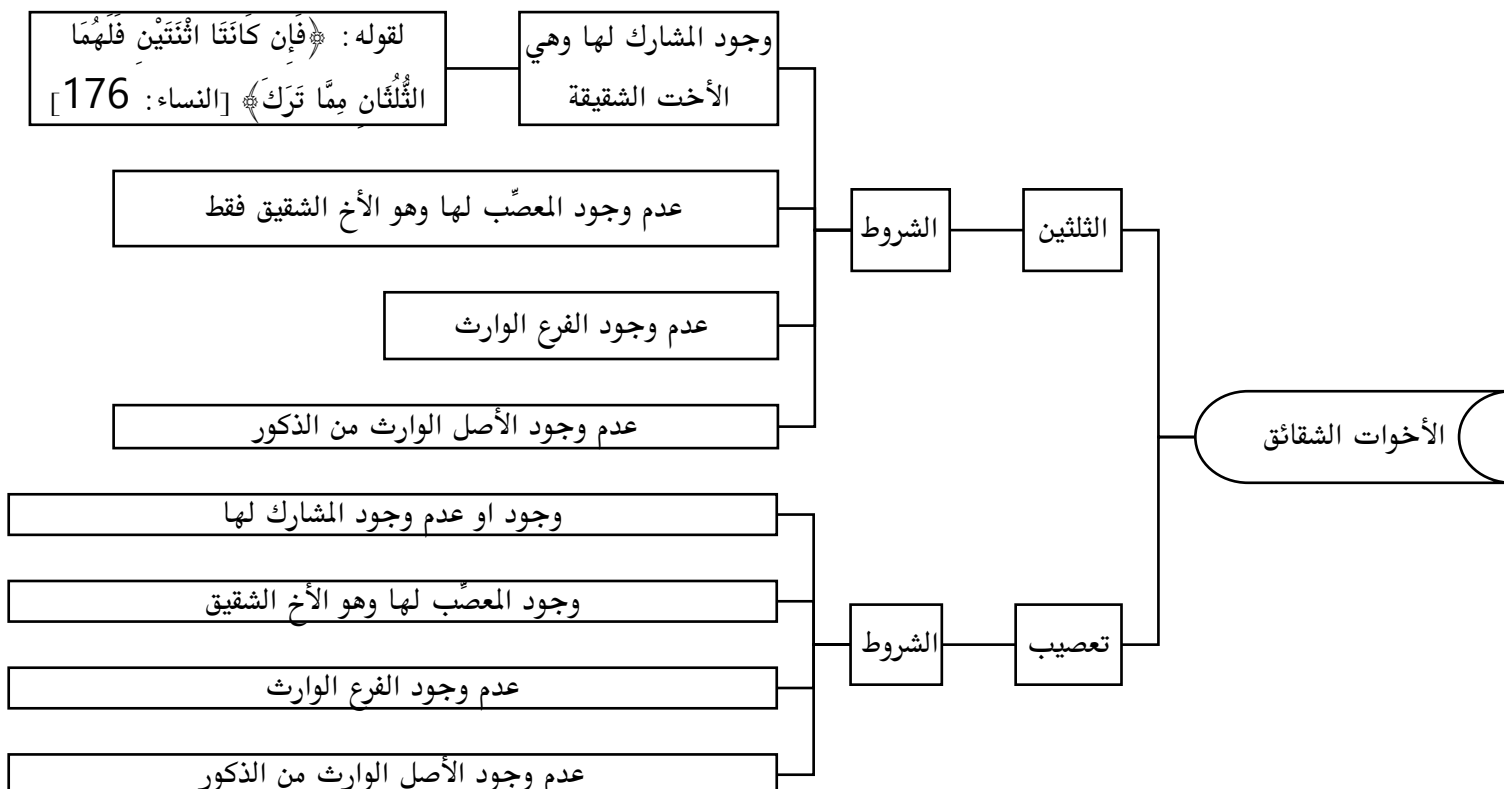 الأخوات الشقائق
الثلثين
الشروط
وجود المشارك لها وهي
الأخت الشقيقة
لقوله: ﴿فَإِن كَانَتَا اثْنَتَيْنِ فَلَهُمَا
الثُّلُثَانِ مِمَّا تَرَكَ﴾ [النساء: 176]
عدم وجود المعصِّب لها وهو الأخ الشقيق فقط
عدم وجود الفرع الوارث
عدم وجود الأصل الوارث من الذكور
تعصيب
الشروط
وجود او عدم وجود المشارك لها
وجود المعصِّب لها وهو الأخ الشقيق
عدم وجود الفرع الوارث
عدم وجود الأصل الوارث من الذكور